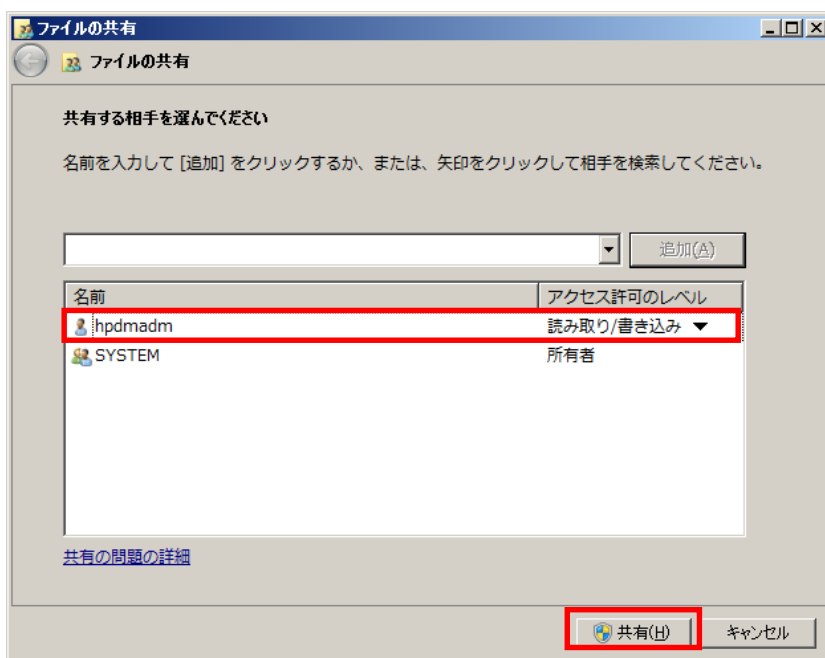 ファイルの共有
ファイルの共有
共有する相手を選んでください
名前を入力して [追加] をクリックするか、または、矢印をクリックして相手を検索してください。
追加(A)
名前 アクセス許可のレベル
hpdmadm 読み取り/書き込み ▼
SYSTEM 所有者
共有の問題の詳細
共有(H) キャンセル